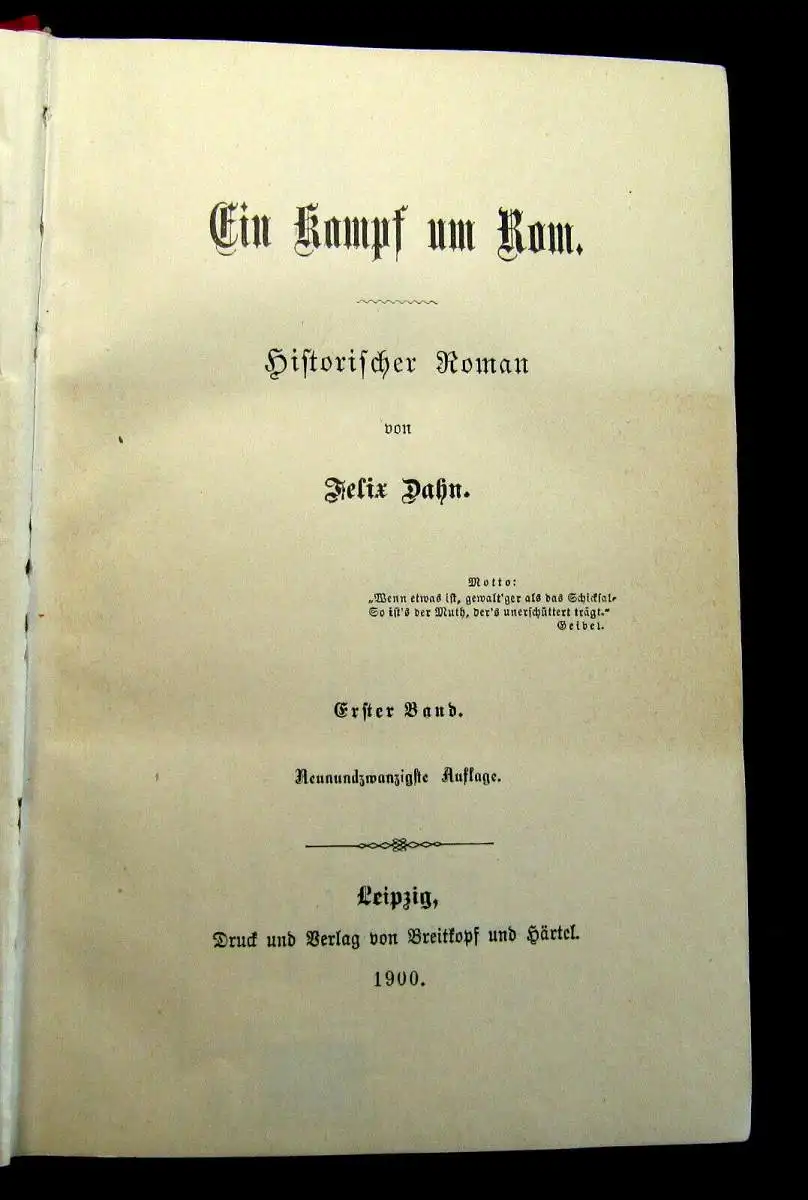 Ein Kampf um Rom.
Historischer Roman
von
Felix Dahn.
Motto:
„Wenn etwas ist, gewalt'ger als das Schicksal-
So ist's der Muth, der's unerschüttert trägt.“
Geibel.
Erster Band.
Neunundzwanzigste Auflage.
Leipzig,
Druck und Verlag von Breitkopf und Härtel.
1900.